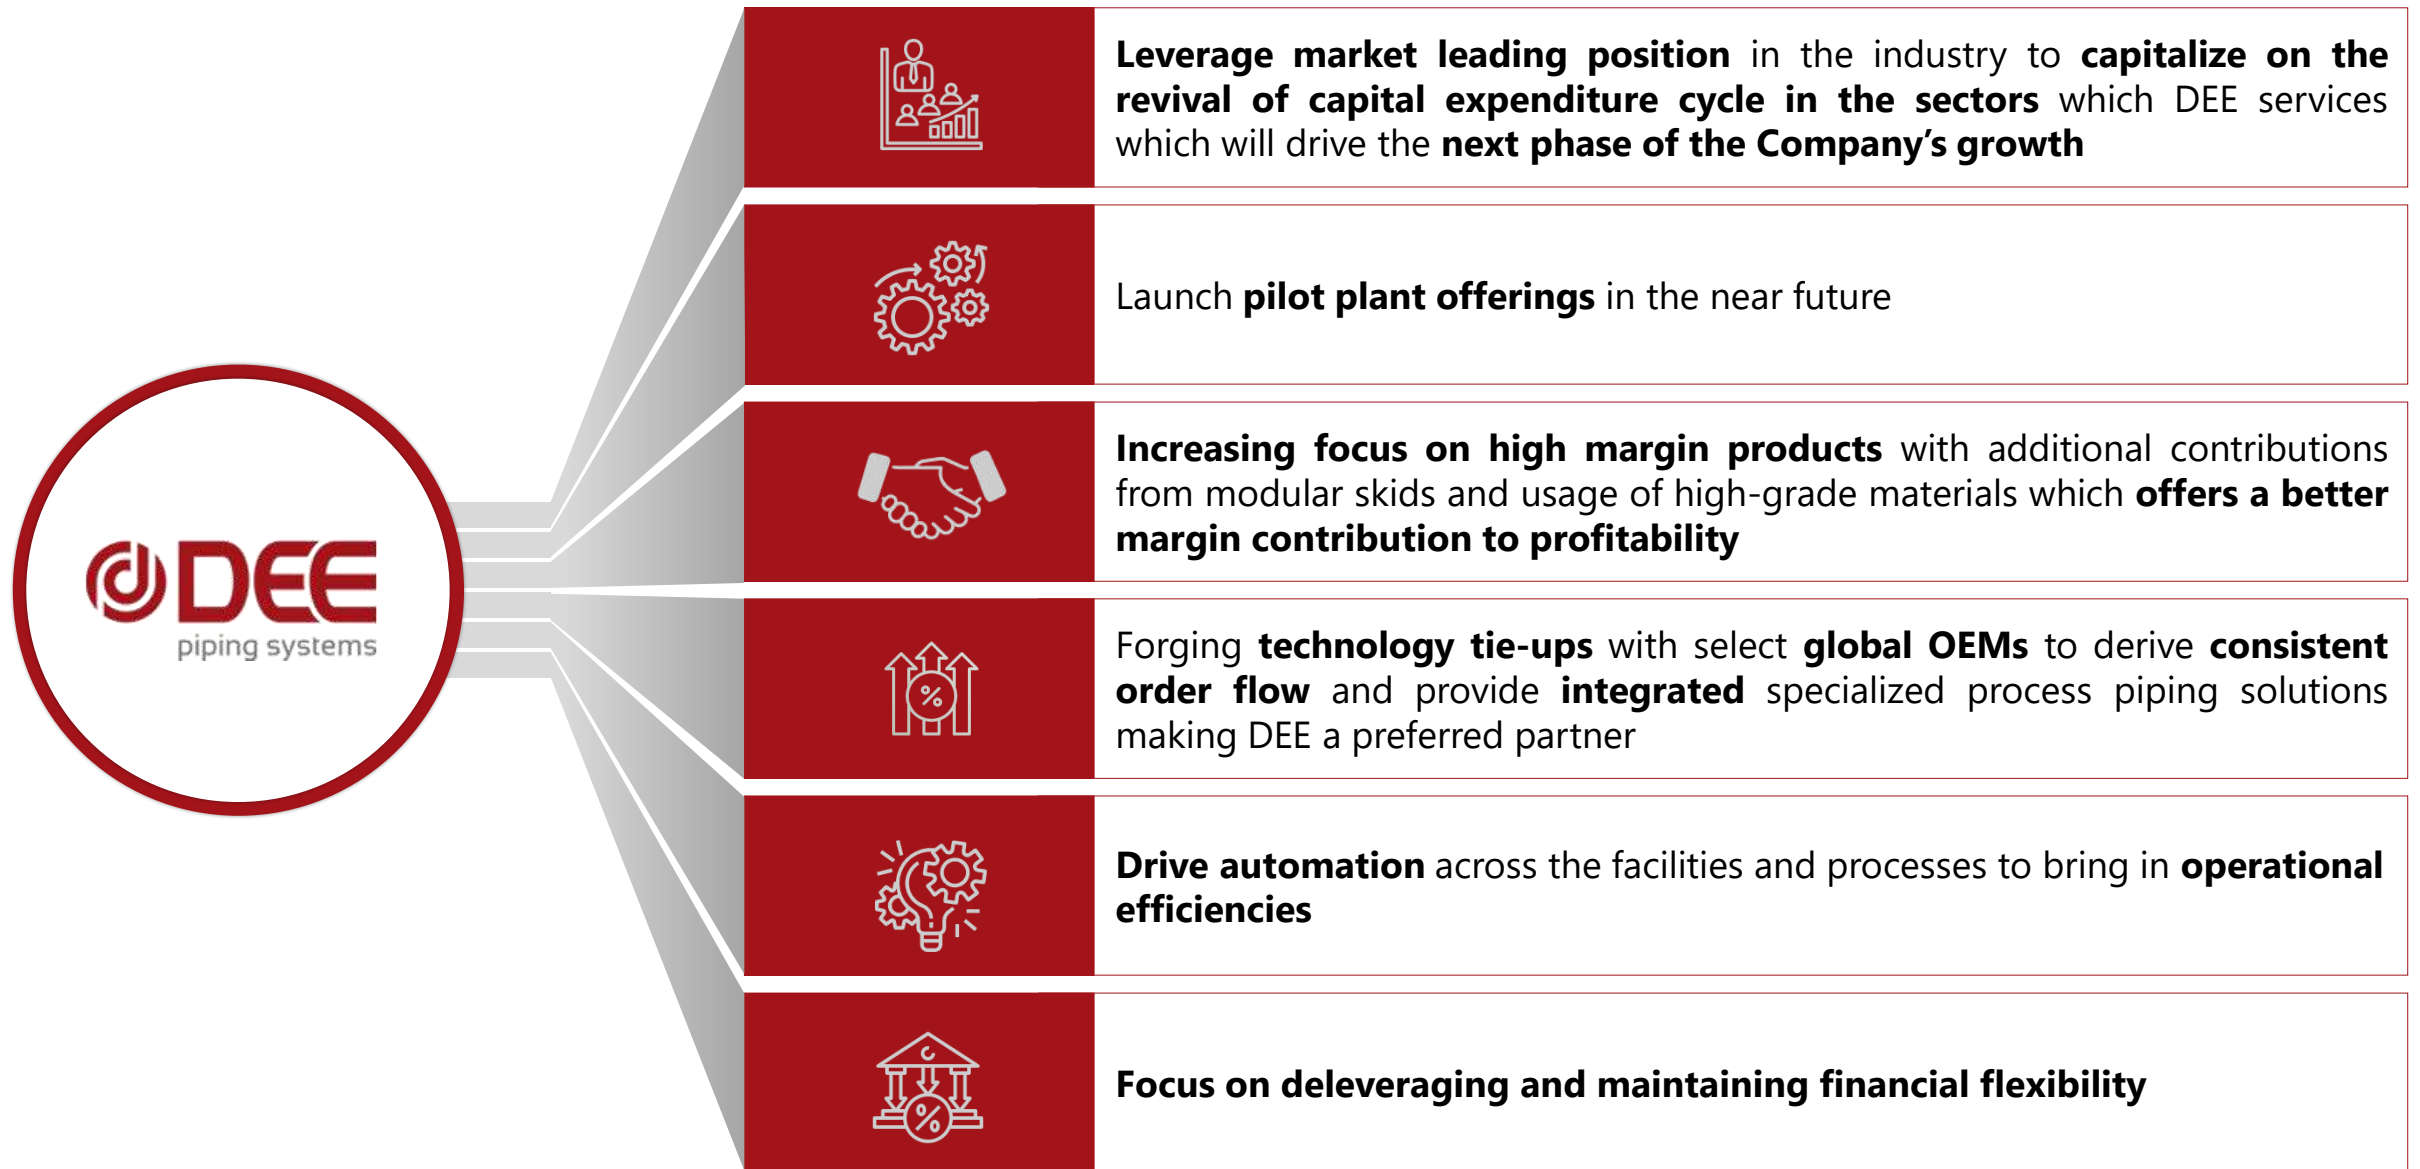 DEE
piping systems
Leverage market leading position in the industry to capitalize on the
revival of capital expenditure cycle in the sectors which DEE services
which will drive the next phase of the Company’s growth
Launch pilot plant offerings in the near future
Increasing focus on high margin products with additional contributions
from modular skids and usage of high-grade materials which offers a better
margin contribution to profitability
Forging technology tie-ups with select global OEMs to derive consistent
order flow and provide integrated specialized process piping solutions
making DEE a preferred partner
Drive automation across the facilities and processes to bring in operational
efficiencies
Focus on deleveraging and maintaining financial flexibility